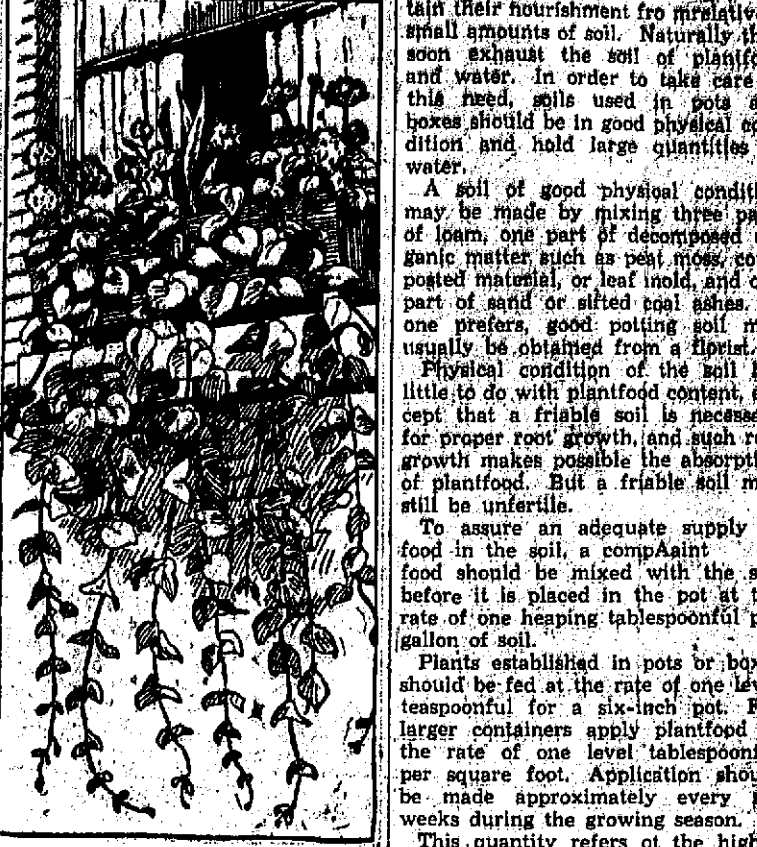 tain their nourishment fro mrelativ
small amounts of soil. Naturally th
soon exhaust the soil of plantfo
and water. In order to take care
this need, soils used in pots a
boxes should be in good physical co
dition and hold large quantities
water.
A soil of good physical conditi
may be made by mixing three pa
of loam, one part of decomposed
ganic matter, such as peat moss, co
posted material, or leaf mold, and o
part of sand or sifted coal ashes.
one prefers, good potting soil m
usually be obtained from a florist.
Physical condition of the soil h
little to do with plantfood content, e
cept that a friable soil is necessa
for proper root growth, and such ro
growth makes possible the absorpti
of plantfood. But a friable soil m
still be unfertile.
To assure an adequate supply
food in the soil, a compAaint
food should be mixed with the s
before it is placed in the pot at t
rate of one heaping tablespoonful p
gallon of soil.
Plants established in pots or box
should be fed at the rate of one lev
teaspoonful for a six-inch pot. F
larger containers apply plantfood
the rate of one level tablespoonf
per square foot. Application shou
be made approximately every
weeks during the growing season.
This quantity refers ot the high